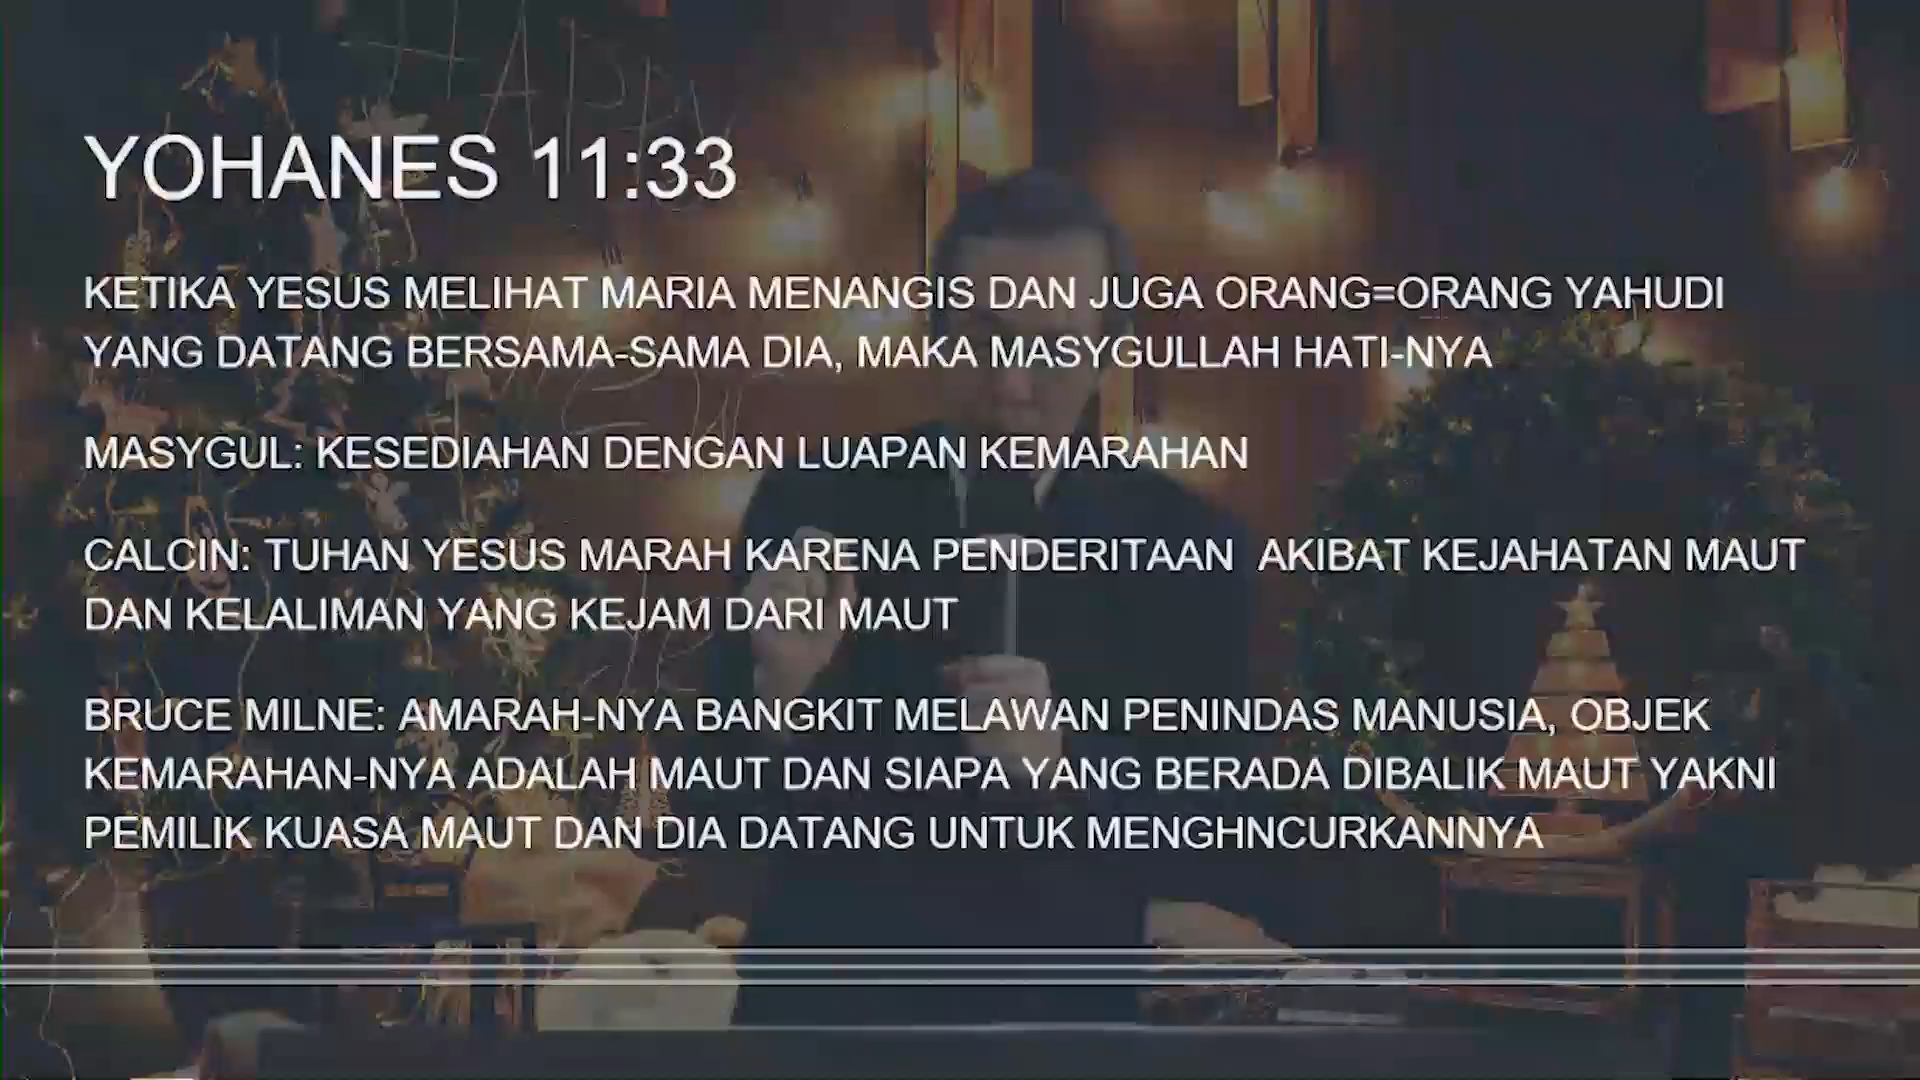 YOHANES 11:33
KETIKA YESUS MELIHAT MARIA MENANGIS DAN JUGA ORANG=ORANG YAHUDI
YANG DATANG BERSAMA-SAMA DIA, MAKA MASYGULLAH HATI-NYA
MASYGUL: KESEDIAHAN DENGAN LUAPAN KEMARAHAN
CALCIN: TUHAN YESUS MARAH KARENA PENDERITAAN  AKIBAT KEJAHATAN MAUT
DAN KELALIMAN YANG KEJAM DARI MAUT
BRUCE MILNE: AMARAH-NYA BANGKIT MELAWAN PENINDAS MANUSIA, OBJEK
KEMARAHAN-NYA ADALAH MAUT DAN SIAPA YANG BERADA DIBALIK MAUT YAKNI
PEMILIK KUASA MAUT DAN DIA DATANG UNTUK MENGHNCURKANNYA